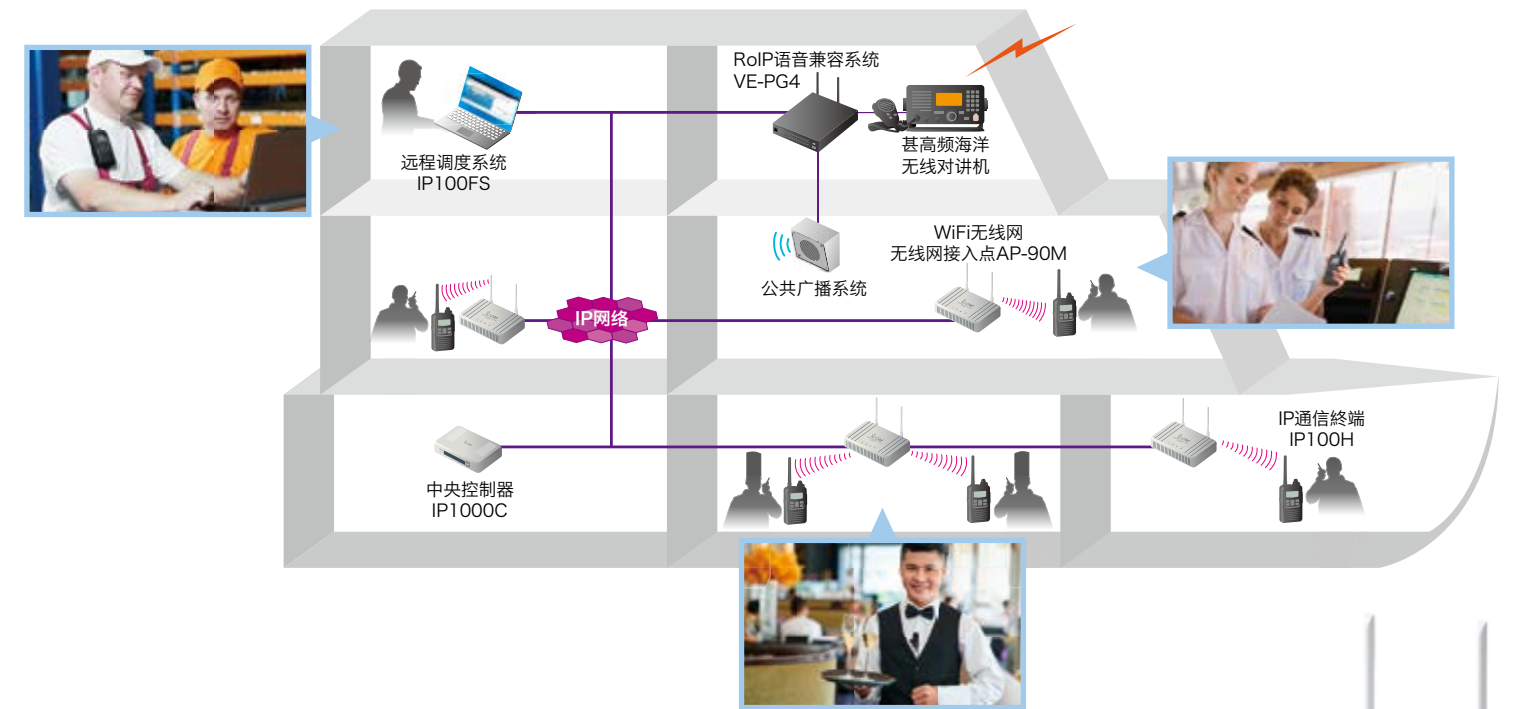 RoIP语音兼容系统
VE-PG4
远程调度系统
IP100FS
甚高频海洋
无线对讲机
WiFi无线网
无线网接入点AP-90M
公共广播系统
IP网络
IP通信終端
IP100H
中央控制器
IP1000C